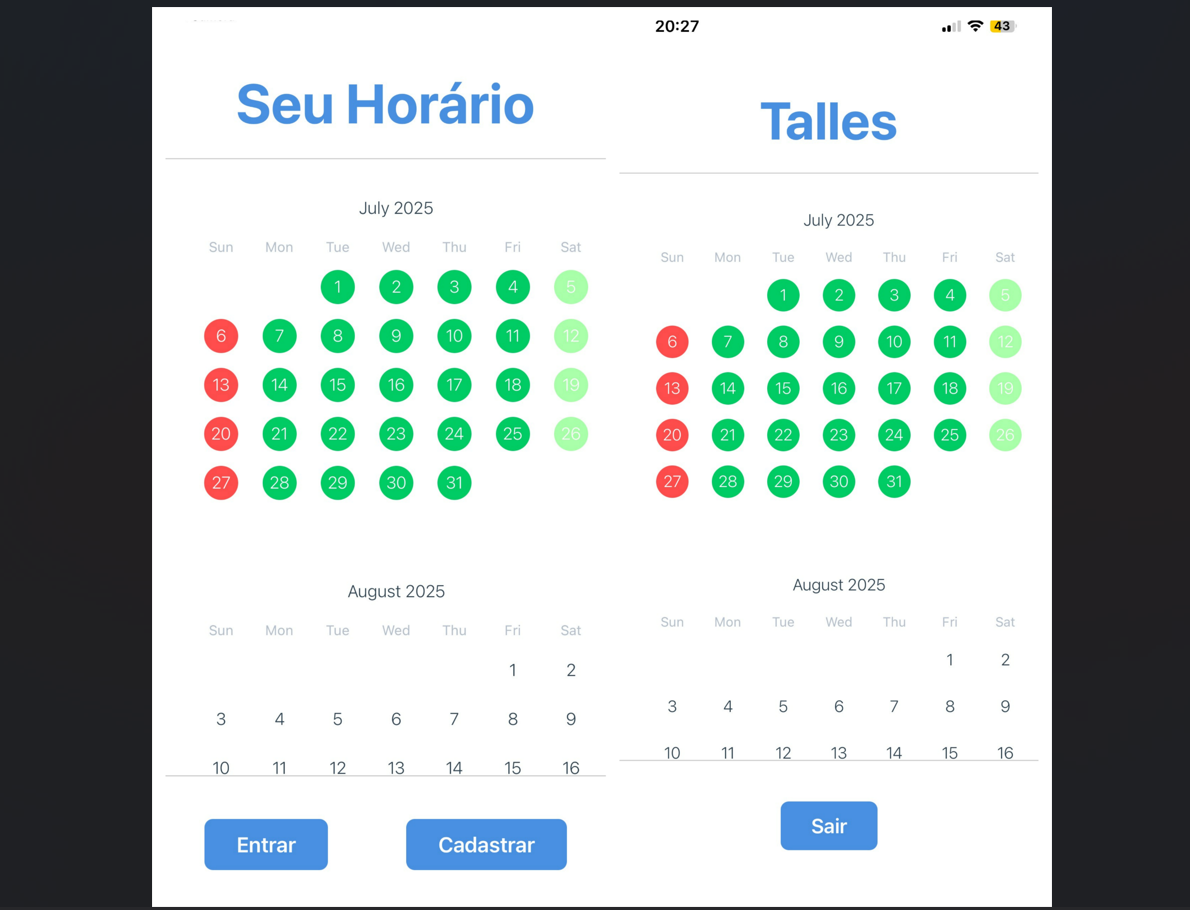 Seu Horário
July 2025
Sun Mon Tue Wed Thu Fri Sat
1 2 3 4 5
6 7 8 9 10 11 12
13 14 15 16 17 18 19
20 21 22 23 24 25 26
27 28 29 30 31
August 2025
Sun Mon Tue Wed Thu Fri Sat
1 2
3 4 5 6 7 8 9
10 11 12 13 14 15 16
Entrar Cadastrar
20:27 43
Talles
July 2025
Sun Mon Tue Wed Thu Fri Sat
1 2 3 4 5
6 7 8 9 10 11 12
13 14 15 16 17 18 19
20 21 22 23 24 25 26
27 28 29 30 31
August 2025
Sun Mon Tue Wed Thu Fri Sat
1 2
3 4 5 6 7 8 9
10 11 12 13 14 15 16
Sair